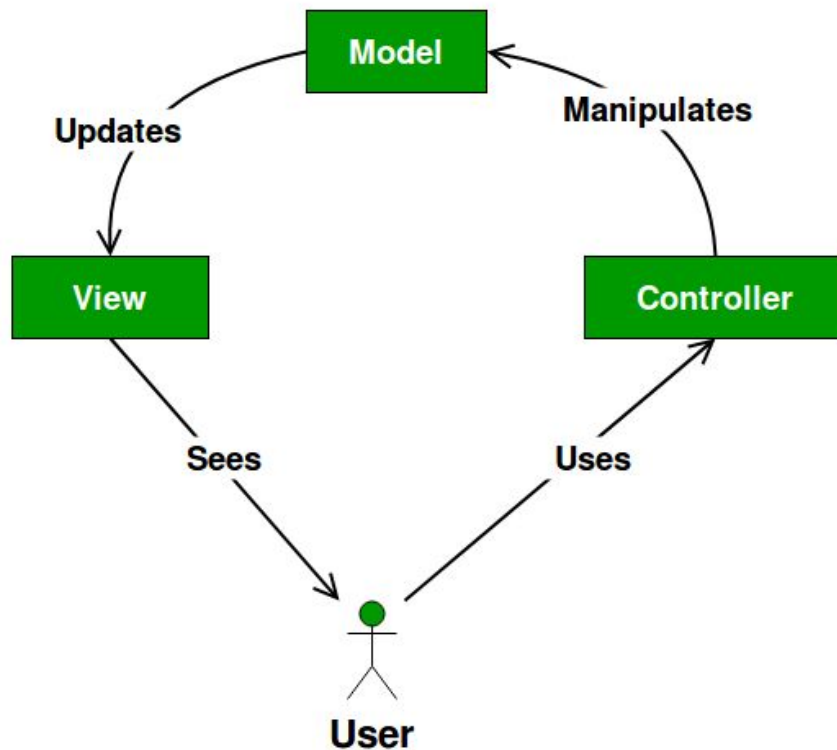 Model
Updates
Manipulates
View
Controller
Sees
Uses
User